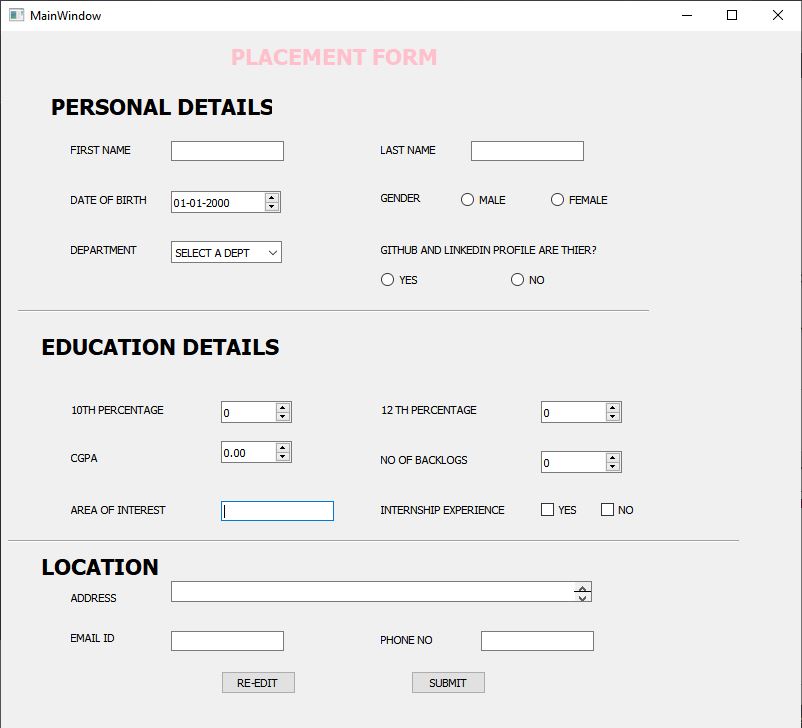 MainWindow
PLACEMENT FORM
PERSONAL DETAILS
FIRST NAME LAST NAME
DATE OF BIRTH 01-01-2000 GENDER MALE FEMALE
DEPARTMENT SELECT A DEPT GITHUB AND LINKEDIN PROFILE ARE THIER?
YES NO
EDUCATION DETAILS
10TH PERCENTAGE 0 12 TH PERCENTAGE 0
CGPA 0.00 NO OF BACKLOGS 0
AREA OF INTEREST INTERNSHIP EXPERIENCE YES NO
LOCATION
ADDRESS
EMAIL ID PHONE NO
RE-EDIT SUBMIT